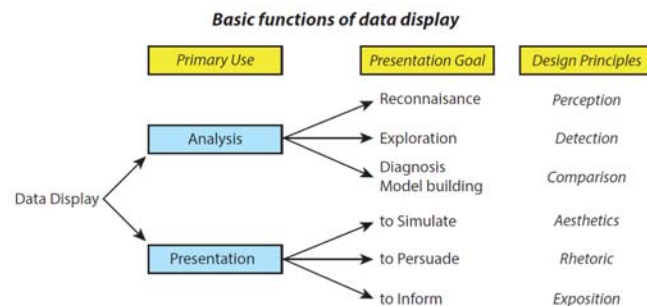 Basic functions of data display
Primary Use
Presentation Goal
Design Principles
Reconnaisance
Perception
Analysis
Exploration
Detection
Diagnosis
Model building
Comparison
Data Display
to Simulate
Aesthetics
Presentation
to Persuade
Rhetoric
to Inform
Exposition